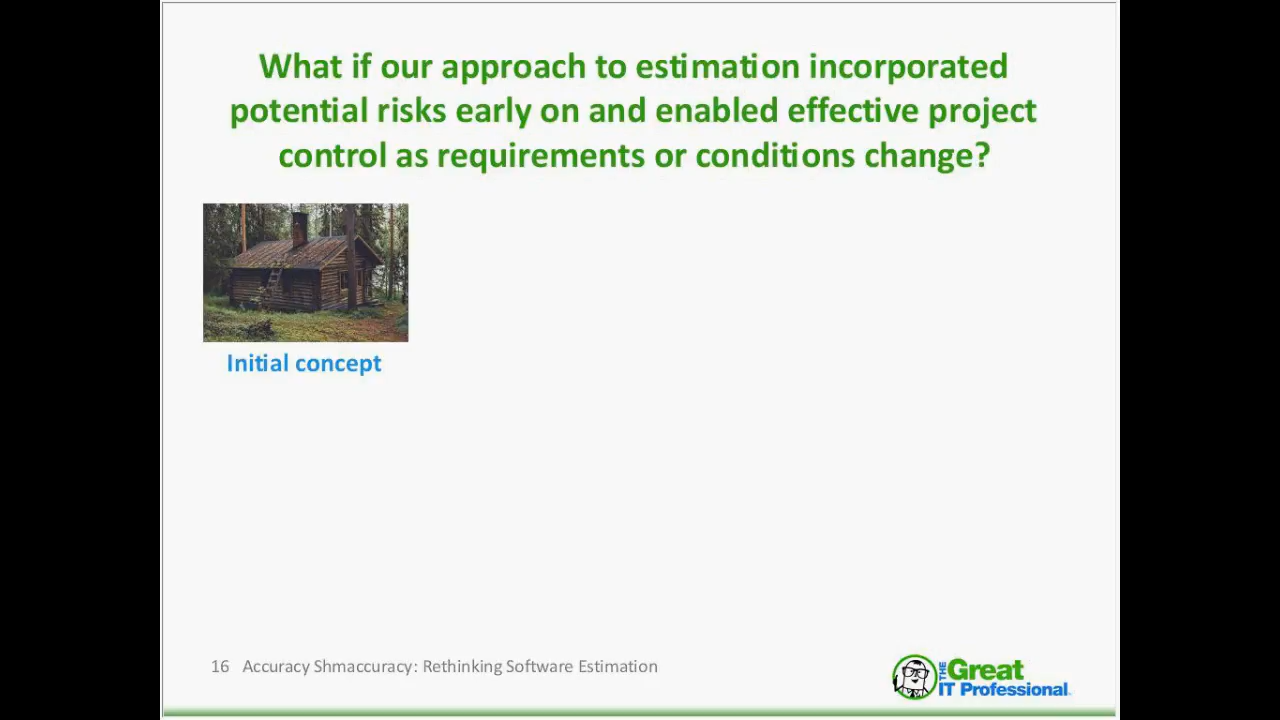 What if our approach to estimation incorporated
potential risks early on and enabled effective project
control as requirements or conditions change?
Initial concept
16 Accuracy Shmaccuracy: Rethinking Software Estimation
THE Great
IT Professional